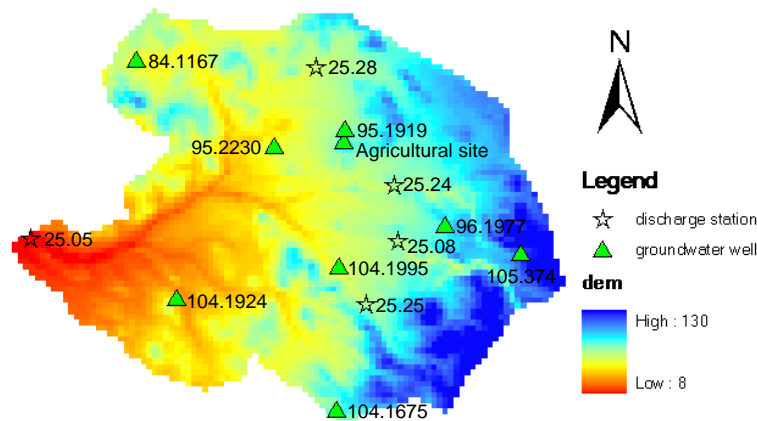 84.1167
25.28
N
95.1919
95.2230
Agricultural site
25.24
Legend
discharge station
96.1977
25.05
25.08
groundwater well
104.1995
105.374
dem
104.1924
25.25
High : 130
Low : 8
104.1675